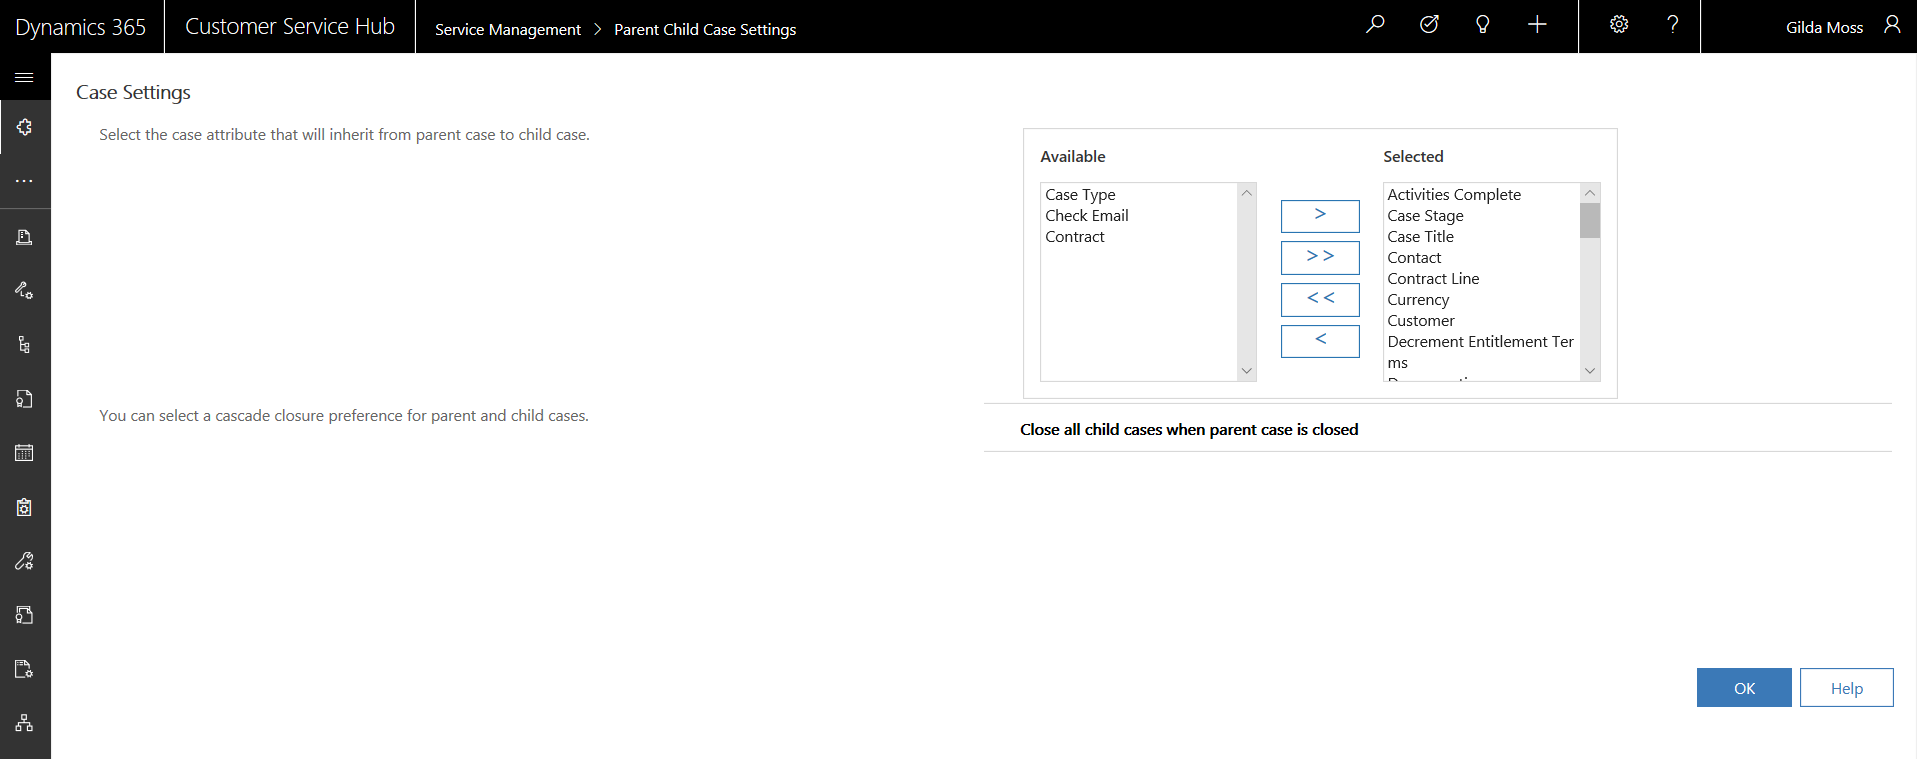 Dynamics 365
Customer Service Hub
Service Management > Parent Child Case Settings
?
Gilda Moss
Case Settings
Select the case attribute that will inherit from parent case to child case.
Available
Case Type
Check Email
Contract
>
>>
<<
<
Selected
Activities Complete
Case Stage
Case Title
Contact
Contract Line
Currency
Customer
Decrement Entitlement Ter
ms
You can select a cascade closure preference for parent and child cases.
Close all child cases when parent case is closed
OK
Help